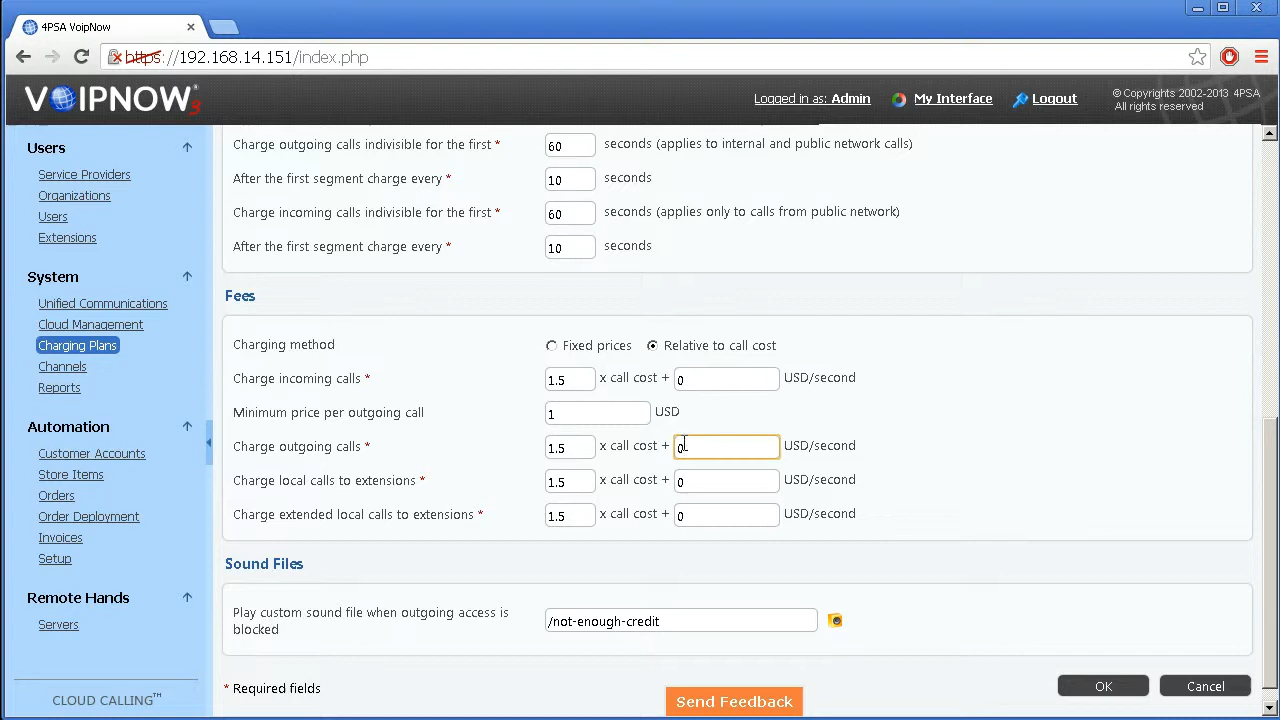 4PSA VoipNow
https://192.168.14.151/index.php
VOIPNOW® 3
Logged in as: Admin
My Interface
Logout
© Copyrights 2002-2013 4PSA
All rights reserved
Users
Service Providers
Organizations
Users
Extensions
System
Unified Communications
Cloud Management
Charging Plans
Channels
Reports
Automation
Customer Accounts
Store Items
Orders
Order Deployment
Invoices
Setup
Remote Hands
Servers
CLOUD CALLING™
Charge outgoing calls indivisible for the first * 60 seconds (applies to internal and public network calls)
After the first segment charge every * 10 seconds
Charge incoming calls indivisible for the first * 60 seconds (applies only to calls from public network)
After the first segment charge every * 10 seconds
Fees
Charging method Fixed prices Relative to call cost
Charge incoming calls * 1.5 x call cost + 0 USD/second
Minimum price per outgoing call 1 USD
Charge outgoing calls * 1.5 x call cost + 0 USD/second
Charge local calls to extensions * 1.5 x call cost + 0 USD/second
Charge extended local calls to extensions * 1.5 x call cost + 0 USD/second
Sound Files
Play custom sound file when outgoing access is
blocked
/not-enough-credit
* Required fields
OK
Cancel
Send Feedback